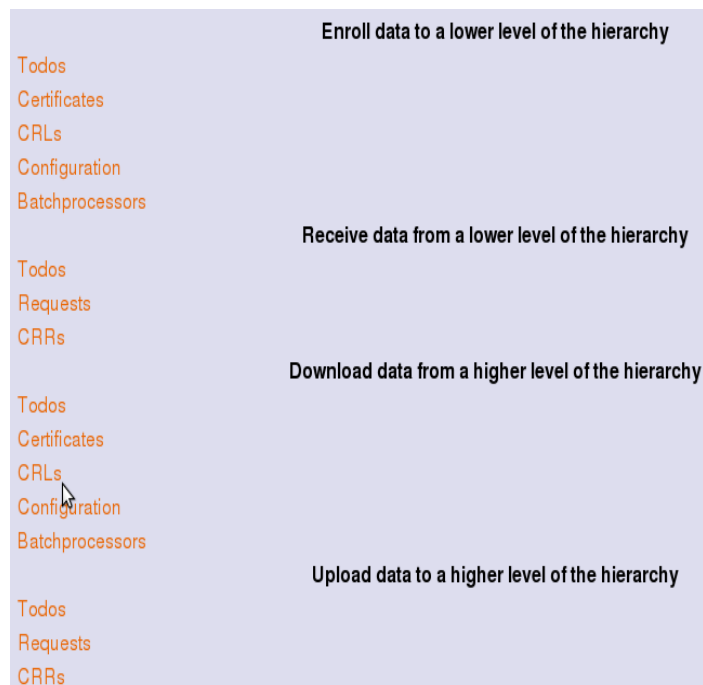 Enroll data to a lower level of the hierarchy
Todos
Certificates
CRLs
Configuration
Batchprocessors
Receive data from a lower level of the hierarchy
Todos
Requests
CRRs
Download data from a higher level of the hierarchy
Todos
Certificates
CRLs
Configuration
Batchprocessors
Upload data to a higher level of the hierarchy
Todos
Requests
CRRs